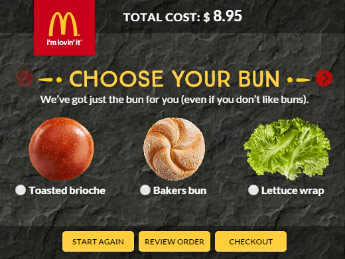 TOTAL COST: $ 8.95
i'm lovin' it
CHOOSE YOUR BUN
We've got just the bun for you (even if you don't like buns).
Toasted brioche
Bakers bun
Lettuce wrap
START AGAIN
REVIEW ORDER
CHECKOUT